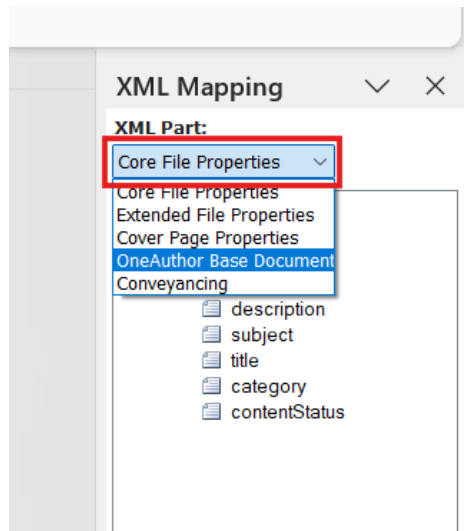 XML Mapping
XML Part:
Core File Properties
Core File Properties
Extended File Properties
Cover Page Properties
OneAuthor Base Document
Conveyancing
description
subject
title
category
contentStatus